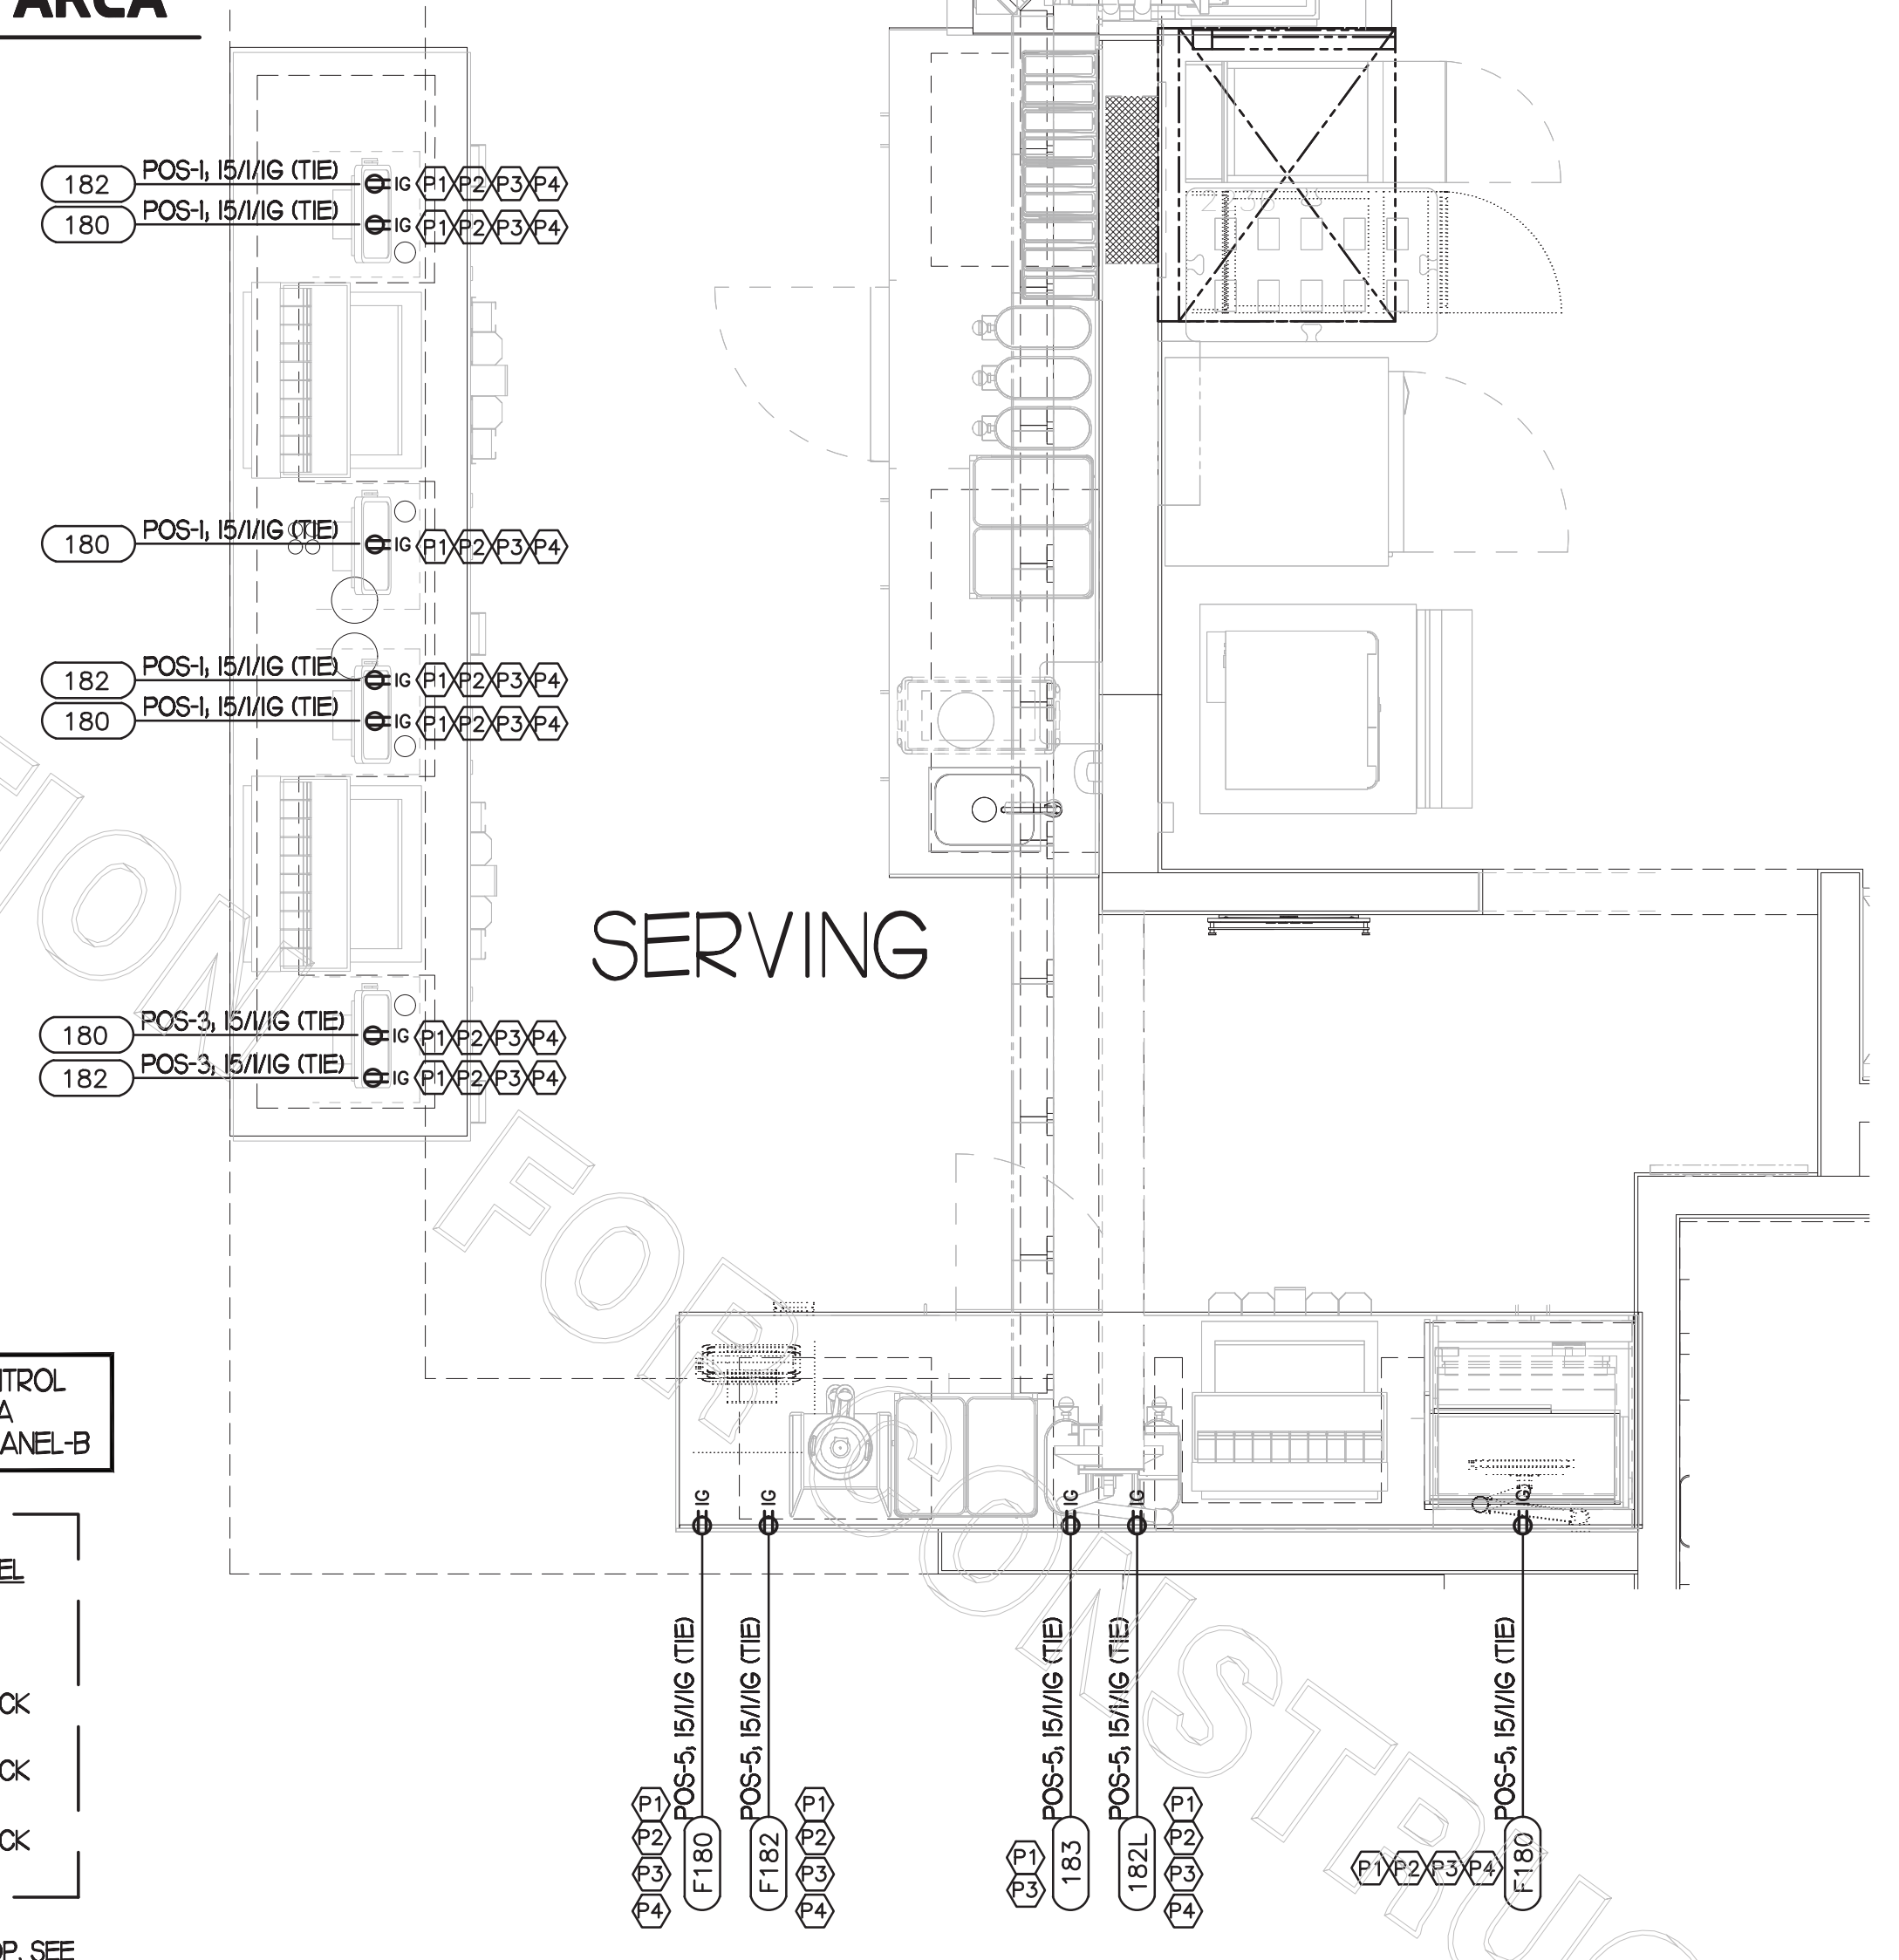 182 POS-1, 15/1/IG (TIE) IG P1 P2 P3 P4
180 POS-1, 15/1/IG (TIE) IG P1 P2 P3 P4
180 POS-1, 15/1/IG (TIE) IG P1 P2 P3 P4
182 POS-1, 15/1/IG (TIE) IG P1 P2 P3 P4
180 POS-1, 15/1/IG (TIE) IG P1 P2 P3 P4
SERVING
180 POS-3, 15/1/IG (TIE) IG P1 P2 P3 P4
182 POS-3, 15/1/IG (TIE) IG P1 P2 P3 P4
TROL
A
ANEL-B
EL
CK
CK
CK
OP. SEE
IG POS-5, 15/1/IG (TIE) F180 P1 P2 P3 P4
IG POS-5, 15/1/IG (TIE) F182 P1 P2 P3 P4
IG POS-5, 15/1/IG (TIE) 183 P1 P3
IG POS-5, 15/1/IG (TIE) 182L P1 P2 P3 P4
IG POS-5, 15/1/IG (TIE) F180 P1 P2 P3 P4
TION
FOR CONSTRUC